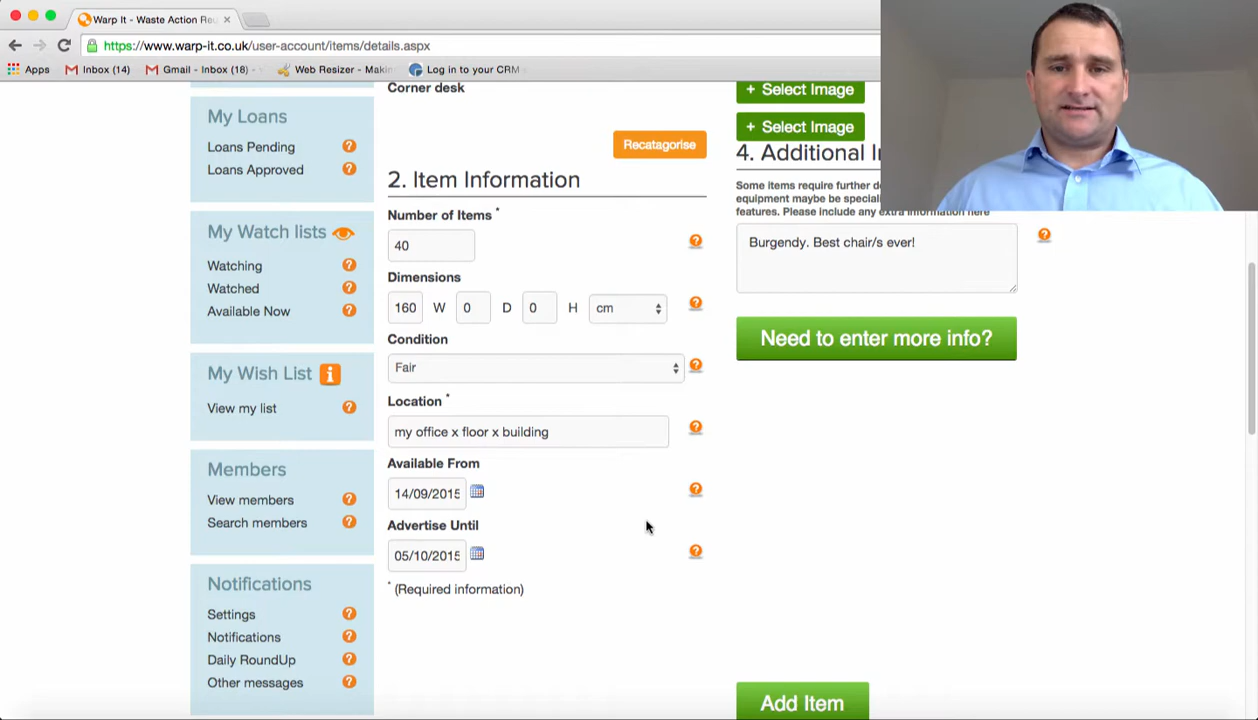 Warp It - Waste Action Reu
https://www.warp-it.co.uk/user-account/items/details.aspx
Apps
Inbox (14)
Gmail - Inbox (18) -
Web Resizer - Makin
Log in to your CRM
My Loans
Loans Pending
Loans Approved
My Watch lists
Watching
Watched
Available Now
My Wish List
View my list
Members
View members
Search members
Notifications
Settings
Notifications
Daily RoundUp
Other messages
Corner desk
Recatagorise
2. Item Information
Number of Items *
40
Dimensions
160 W 0 D 0 H cm
Condition
Fair
Location *
my office x floor x building
Available From
14/09/2015
Advertise Until
05/10/2015
* (Required information)
+ Select Image
+ Select Image
4. Additional
Some items require further
equipment maybe be
features. Please include any extra information here
Burgendy. Best chair/s ever!
Need to enter more info?
Add Item